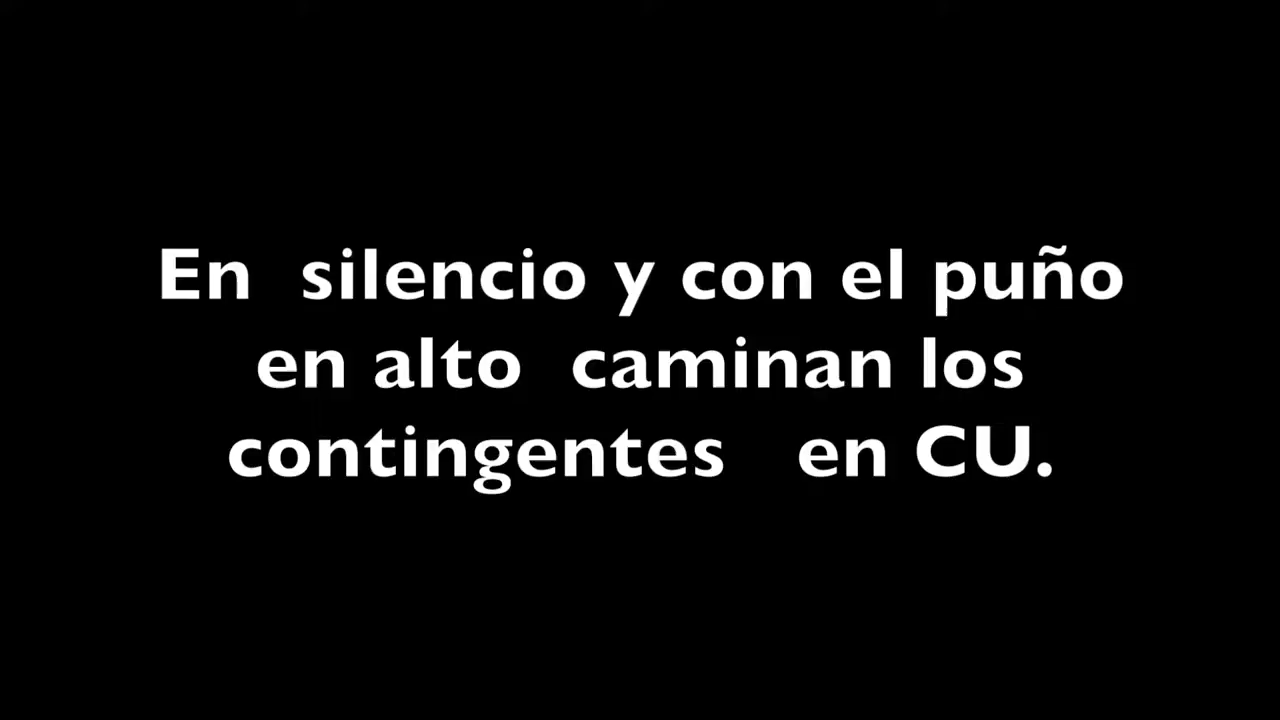 En  silencio y con el puño
en alto  caminan los
contingentes   en CU.